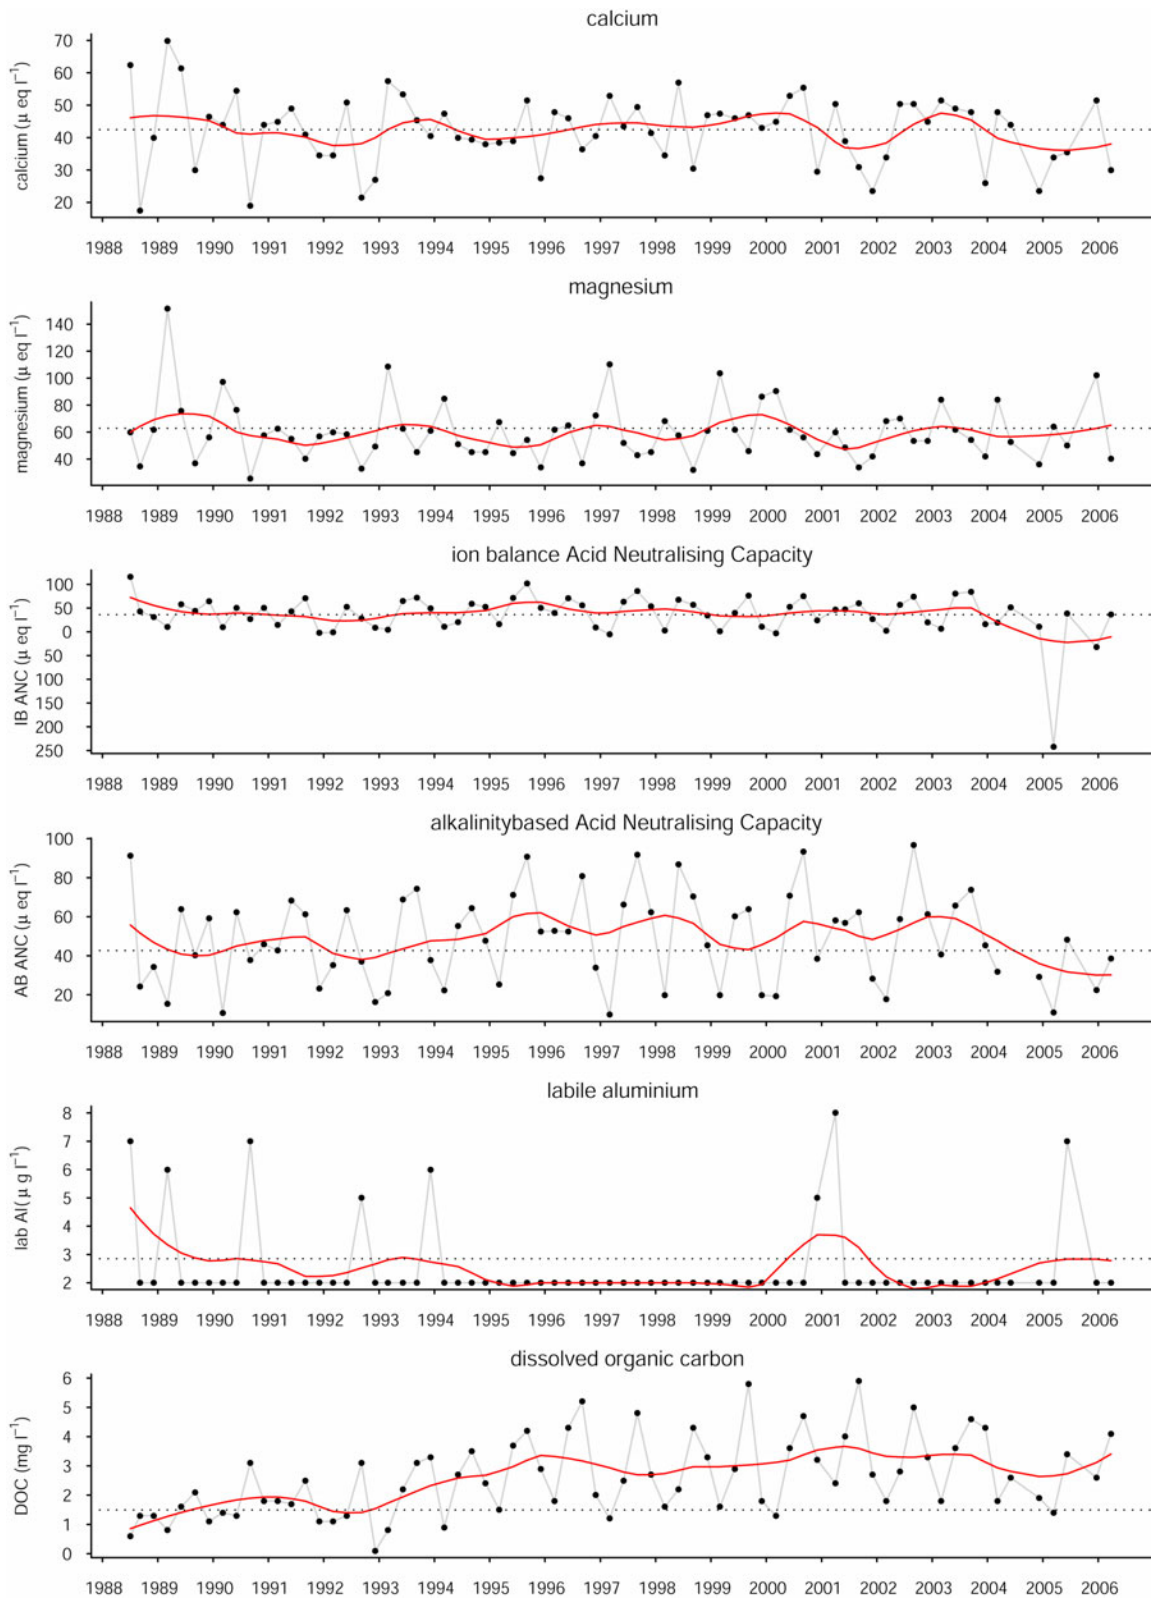 calcium
calcium (µ eq l⁻¹)
70
60
50
40
30
20
1988 1989 1990 1991 1992 1993 1994 1995 1996 1997 1998 1999 2000 2001 2002 2003 2004 2005 2006
magnesium
magnesium (µ eq l⁻¹)
140
120
100
80
60
40
1988 1989 1990 1991 1992 1993 1994 1995 1996 1997 1998 1999 2000 2001 2002 2003 2004 2005 2006
ion balance Acid Neutralising Capacity
IB ANC (µ eq l⁻¹)
100
50
0
50
100
150
200
250
1988 1989 1990 1991 1992 1993 1994 1995 1996 1997 1998 1999 2000 2001 2002 2003 2004 2005 2006
alkalinitybased Acid Neutralising Capacity
AB ANC (µ eq l⁻¹)
100
80
60
40
20
1988 1989 1990 1991 1992 1993 1994 1995 1996 1997 1998 1999 2000 2001 2002 2003 2004 2005 2006
labile aluminium
lab Al(µ g l⁻¹)
8
7
6
5
4
3
2
1988 1989 1990 1991 1992 1993 1994 1995 1996 1997 1998 1999 2000 2001 2002 2003 2004 2005 2006
dissolved organic carbon
DOC (mg l⁻¹)
6
5
4
3
2
1
0
1988 1989 1990 1991 1992 1993 1994 1995 1996 1997 1998 1999 2000 2001 2002 2003 2004 2005 2006